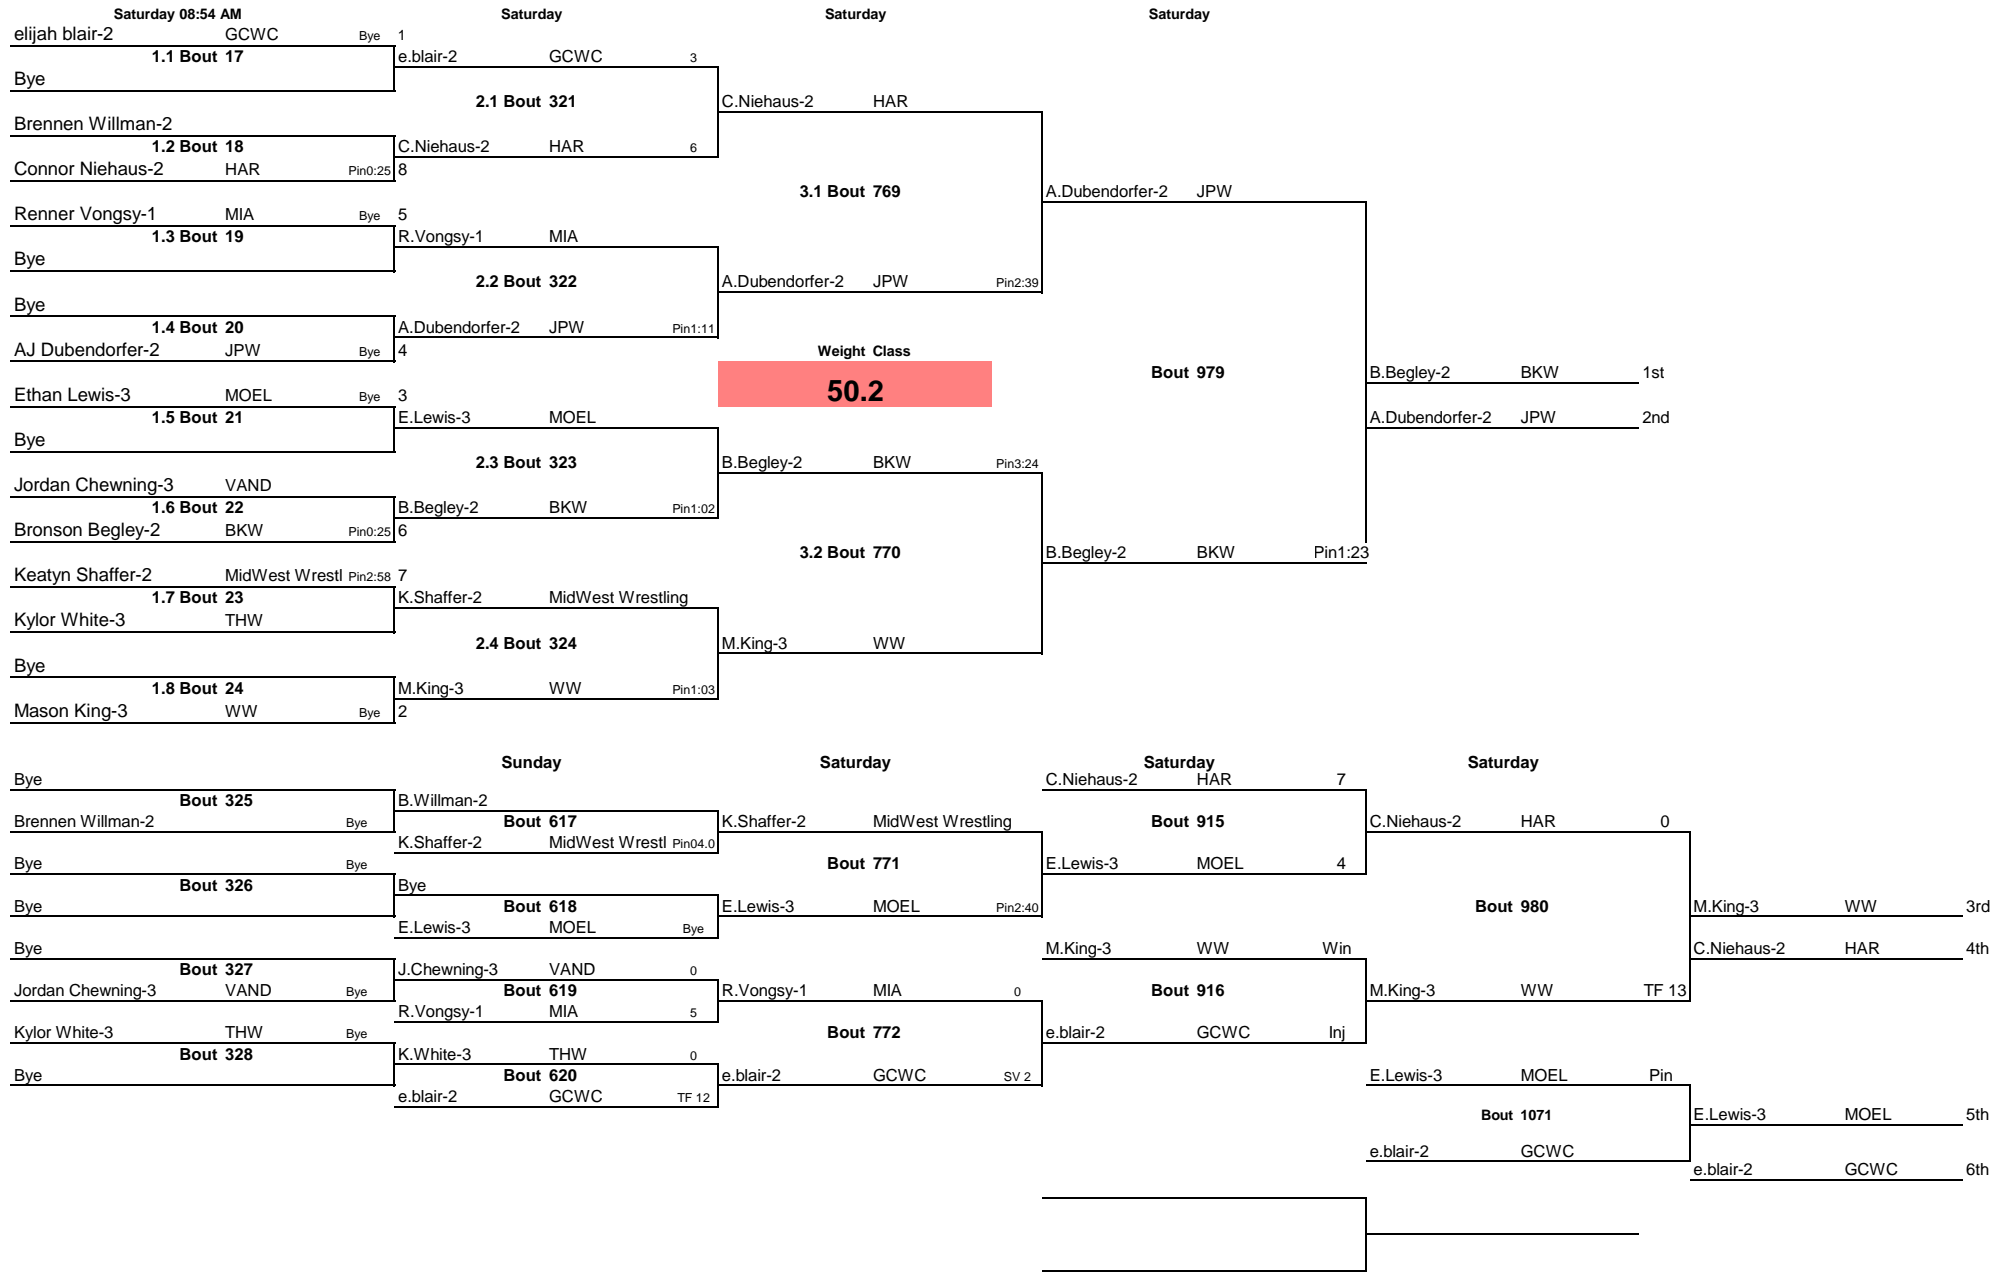 Saturday 08:54 AM Saturday Saturday Saturday
elijah blair-2 GCWC Bye 1
1.1 Bout 17 e.blair-2 GCWC 3
Bye
2.1 Bout 321 C.Niehaus-2 HAR
Brennen Willman-2
1.2 Bout 18 C.Niehaus-2 HAR 6
Connor Niehaus-2 HAR Pin0:25 8
3.1 Bout 769 A.Dubendorfer-2 JPW
Renner Vongsy-1 MIA Bye 5
1.3 Bout 19 R.Vongsy-1 MIA
Bye
2.2 Bout 322 A.Dubendorfer-2 JPW Pin2:39
Bye
1.4 Bout 20 A.Dubendorfer-2 JPW Pin1:11
AJ Dubendorfer-2 JPW Bye 4 Weight Class
Bout 979 B.Begley-2 BKW 1st
Ethan Lewis-3 MOEL Bye 3 50.2
1.5 Bout 21 E.Lewis-3 MOEL A.Dubendorfer-2 JPW 2nd
Bye
2.3 Bout 323 B.Begley-2 BKW Pin3:24
Jordan Chewning-3 VAND
1.6 Bout 22 B.Begley-2 BKW Pin1:02
Bronson Begley-2 BKW Pin0:25 6
3.2 Bout 770 B.Begley-2 BKW Pin1:23
Keatyn Shaffer-2 MidWest Wrestl Pin2:58 7
1.7 Bout 23 K.Shaffer-2 MidWest Wrestling
Kylor White-3 THW
2.4 Bout 324 M.King-3 WW
Bye
1.8 Bout 24 M.King-3 WW Pin1:03
Mason King-3 WW Bye 2
Sunday Saturday Saturday Saturday
Bye C.Niehaus-2 HAR 7
Bout 325 B.Willman-2
Brennen Willman-2 Bye Bout 617 K.Shaffer-2 MidWest Wrestling Bout 915 C.Niehaus-2 HAR 0
K.Shaffer-2 MidWest Wrestl Pin04.0
Bye Bye Bout 771 E.Lewis-3 MOEL 4
Bout 326 Bye
Bye Bout 618 E.Lewis-3 MOEL Pin2:40 Bout 980 M.King-3 WW 3rd
E.Lewis-3 MOEL Bye
Bye M.King-3 WW Win C.Niehaus-2 HAR 4th
Bout 327 J.Chewning-3 VAND 0
Jordan Chewning-3 VAND Bye Bout 619 R.Vongsy-1 MIA 0 Bout 916 M.King-3 WW TF 13
R.Vongsy-1 MIA 5
Kylor White-3 THW Bye Bout 772 e.blair-2 GCWC Inj
Bout 328 K.White-3 THW 0
Bye Bout 620 e.blair-2 GCWC SV 2 E.Lewis-3 MOEL Pin
e.blair-2 GCWC TF 12
Bout 1071 E.Lewis-3 MOEL 5th
e.blair-2 GCWC
e.blair-2 GCWC 6th